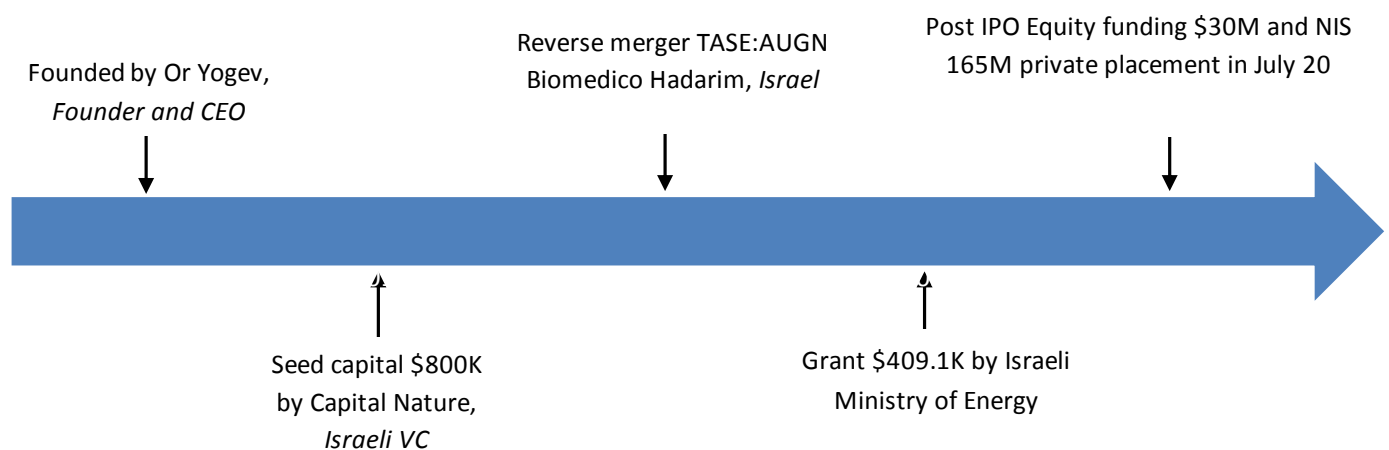 Founded by Or Yogev,
Founder and CEO
Reverse merger TASE:AUGN
Biomedico Hadarim, Israel
Post IPO Equity funding $30M and NIS
165M private placement in July 20
Seed capital $800K
by Capital Nature,
Israeli VC
Grant $409.1K by Israeli
Ministry of Energy